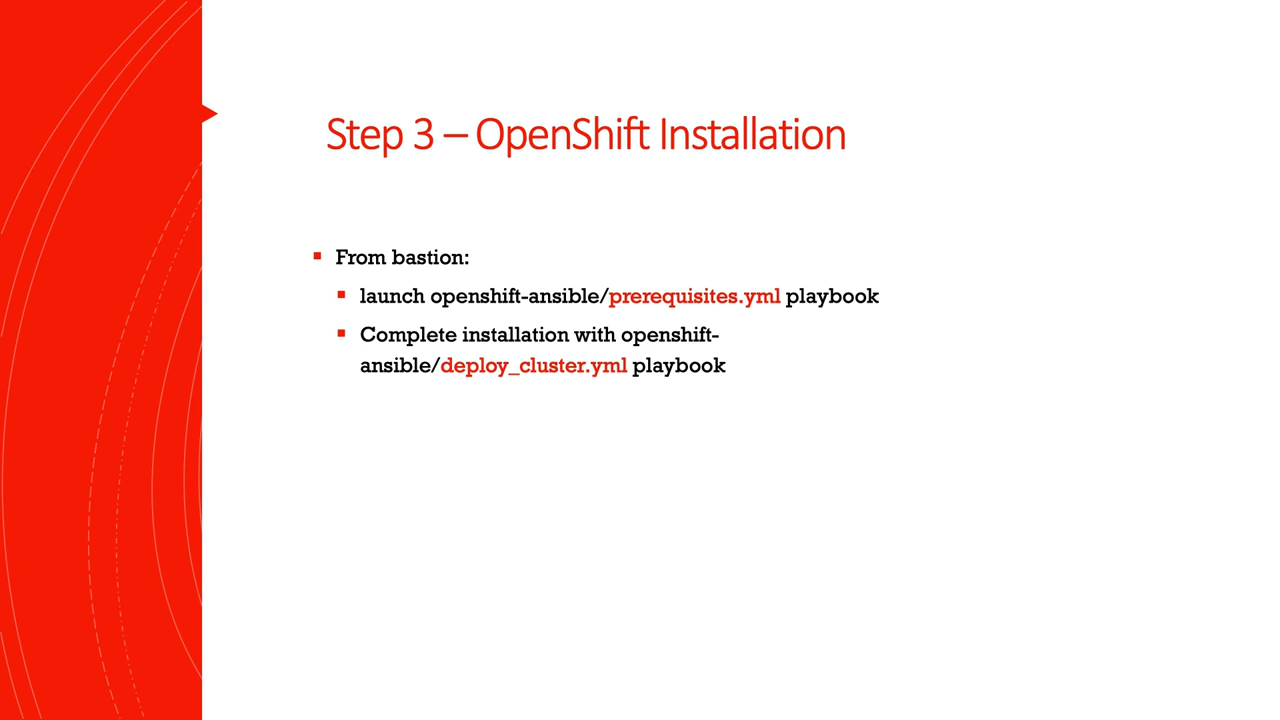 Step 3 – OpenShift Installation
From bastion:
launch openshift-ansible/prerequisites.yml playbook
Complete installation with openshift-
ansible/deploy_cluster.yml playbook